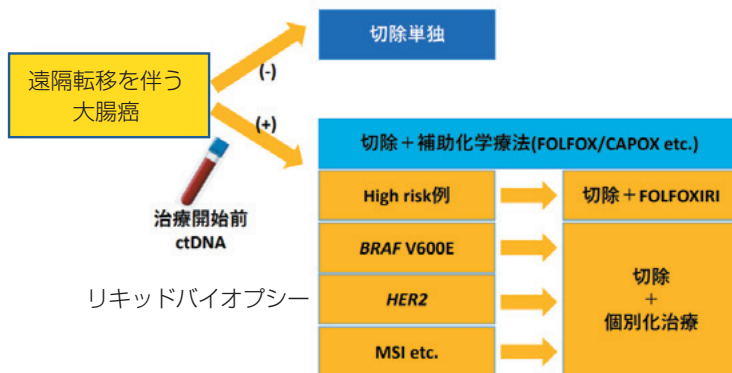 切除単独
遠隔転移を伴う
大腸癌
(-)
(+)
治療開始前
ctDNA
リキッドバイオプシー
切除＋補助化学療法(FOLFOX/CAPOX etc.)
High risk例
切除＋FOLFOXIRI
BRAF V600E
HER2
MSI etc.
切除
＋
個別化治療